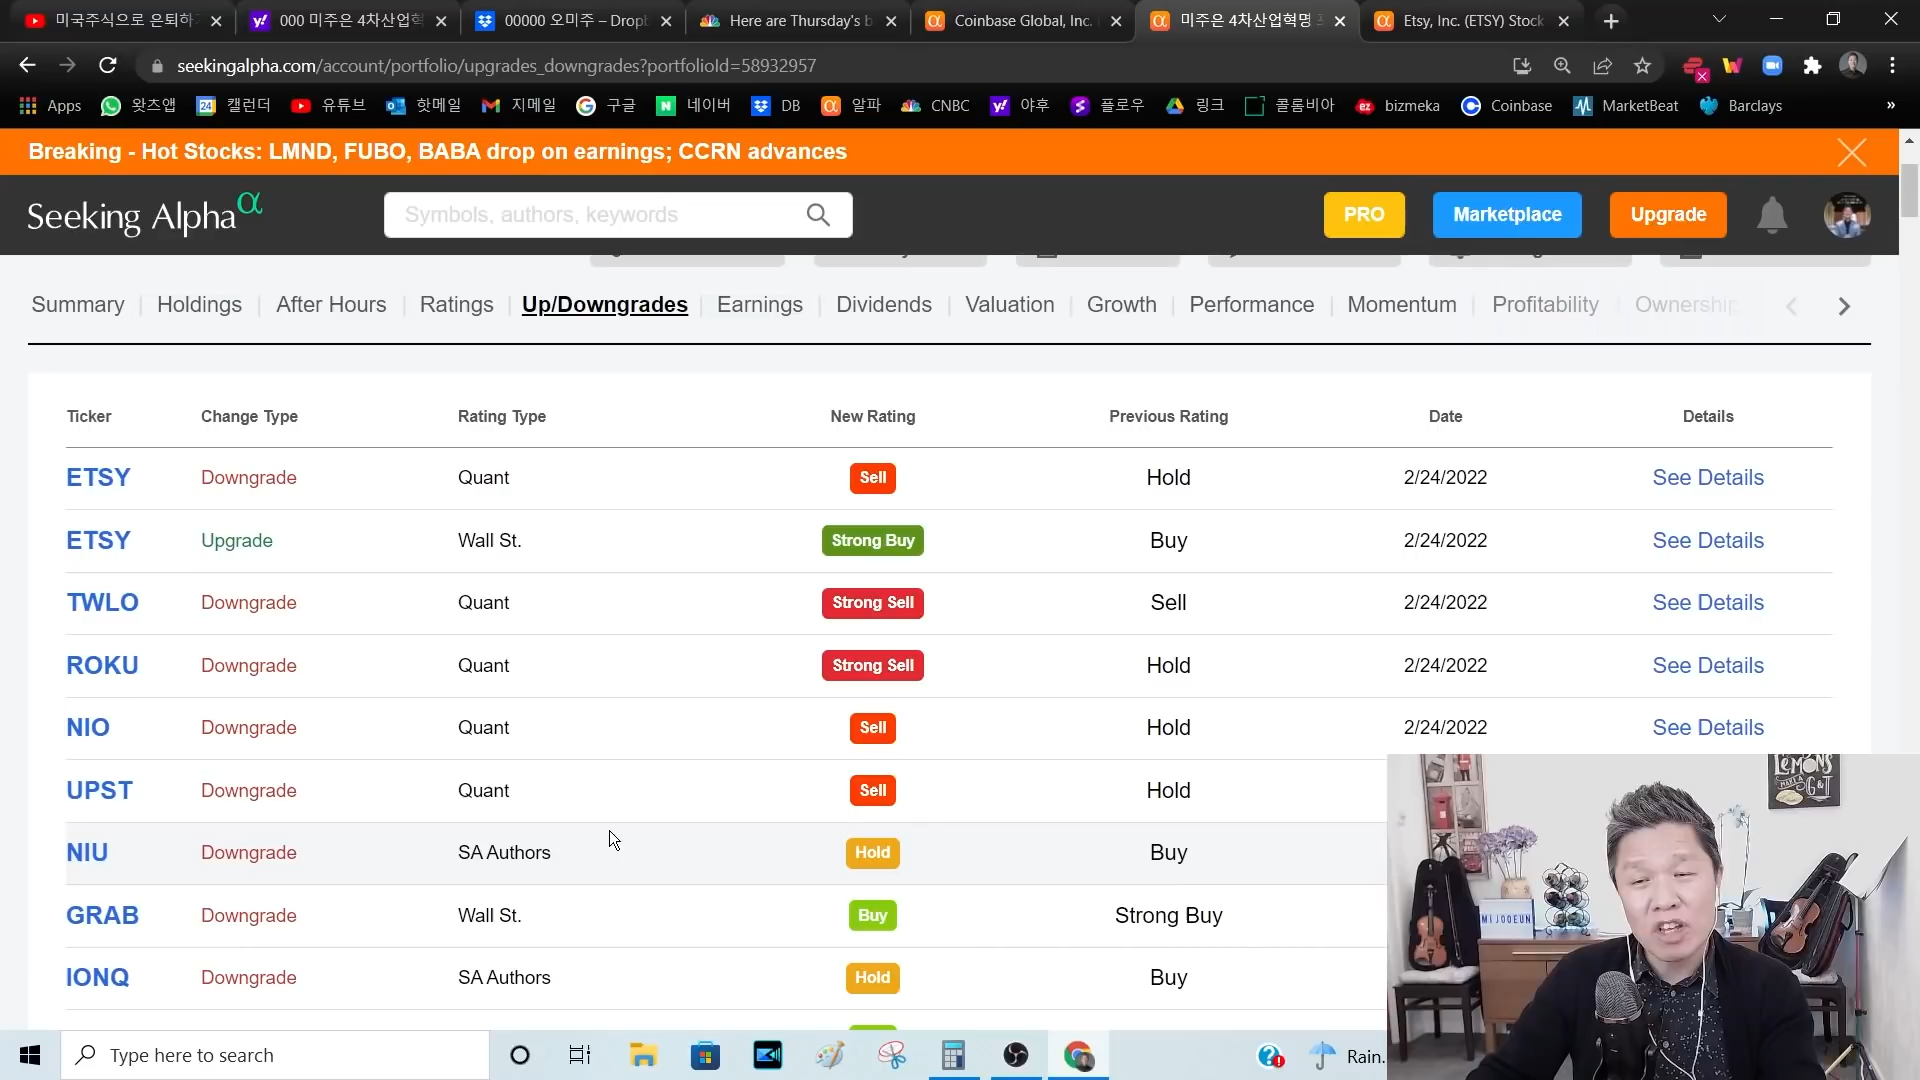 미국주식으로 은퇴하
000 미주은 4차산업혁
00000 오미주 – Dropb
Here are Thursday's b
Coinbase Global, Inc.
미주은 4차산업혁명
Etsy, Inc. (ETSY) Stock
seekingalpha.com/account/portfolio/upgrades_downgrades?portfolioId=58932957
Apps
왓츠앱
캘린더
유튜브
핫메일
지메일
구글
네이버
DB
알파
CNBC
야후
플로우
링크
콜롬비아
bizmeka
Coinbase
MarketBeat
Barclays
»
Breaking - Hot Stocks: LMND, FUBO, BABA drop on earnings; CCRN advances
Seeking Alpha α
Symbols, authors, keywords
PRO
Marketplace
Upgrade
Summary | Holdings | After Hours | Ratings | Up/Downgrades | Earnings | Dividends | Valuation | Growth | Performance | Momentum | Profitability | Ownership
Ticker Change Type Rating Type New Rating Previous Rating Date Details
ETSY Downgrade Quant Sell Hold 2/24/2022 See Details
ETSY Upgrade Wall St. Strong Buy Buy 2/24/2022 See Details
TWLO Downgrade Quant Strong Sell Sell 2/24/2022 See Details
ROKU Downgrade Quant Strong Sell Hold 2/24/2022 See Details
NIO Downgrade Quant Sell Hold 2/24/2022 See Details
UPST Downgrade Quant Sell Hold
NIU Downgrade SA Authors Hold Buy
GRAB Downgrade Wall St. Buy Strong Buy
IONQ Downgrade SA Authors Hold Buy
LEMONS
G&T
MIJOOEUN
Type here to search
Rain.